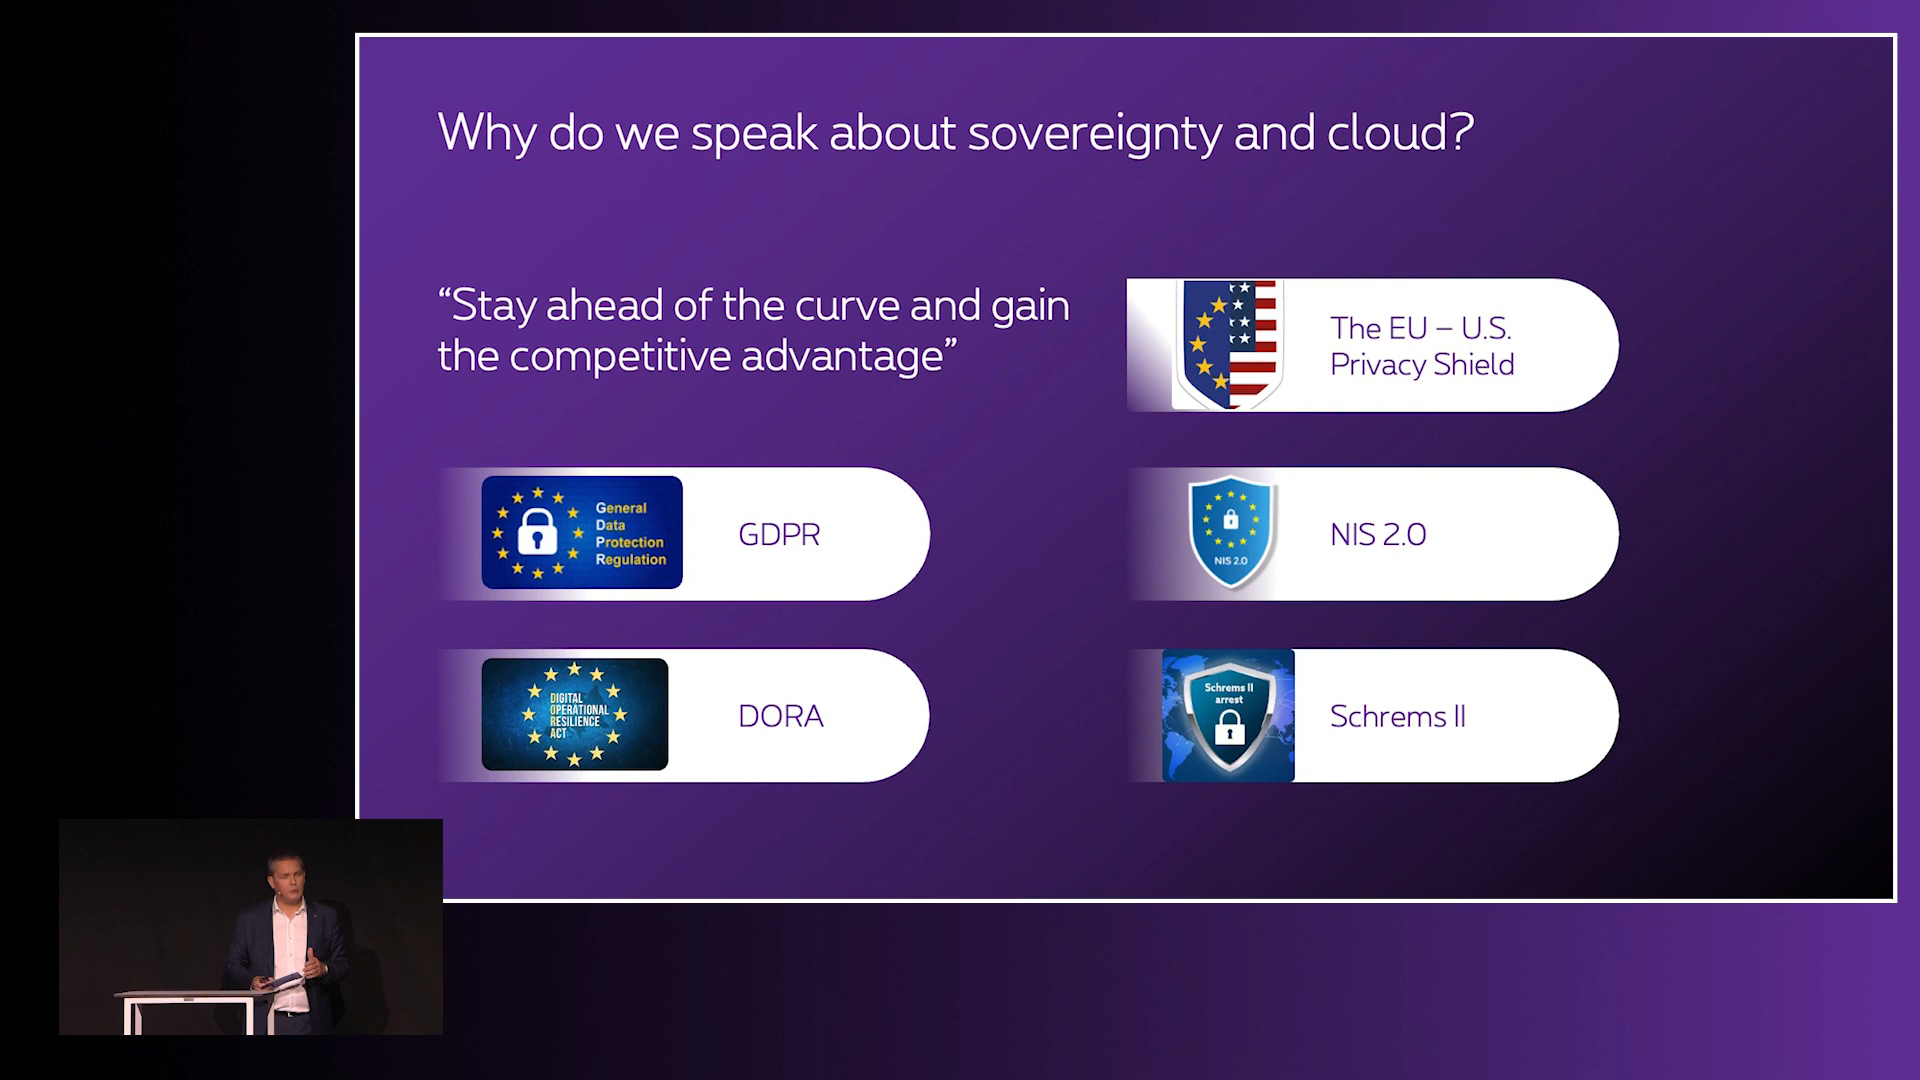 Why do we speak about sovereignty and cloud?
“Stay ahead of the curve and gain
the competitive advantage”
The EU – U.S.
Privacy Shield
General
Data
Protection
Regulation
GDPR
NIS 2.0
NIS 2.0
DIGITAL
OPERATIONAL
RESILIENCE
ACT
DORA
Schrems II
arrest
Schrems II